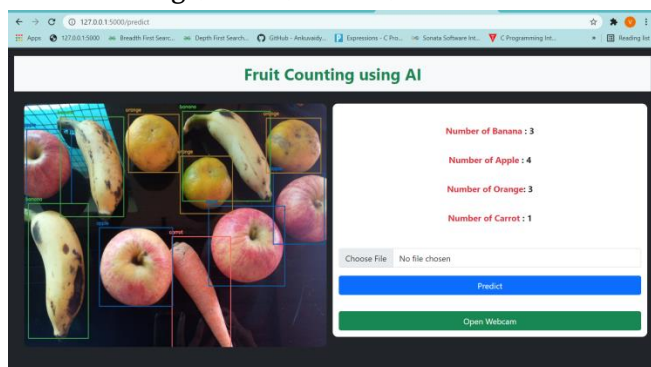 127.0.0.1:5000/predict
Apps 127.0.0.1:5000 Breadth First Searc... Depth First Search... GitHub - Ankuvaidy... Expressions - C Pro... Sonata Software Int... C Programming Int... » Reading list
Fruit Counting using AI
orange
banana
orange
orange
banana
apple
carrot
Number of Banana : 3
Number of Apple : 4
Number of Orange: 3
Number of Carrot : 1
Choose File No file chosen
Predict
Open Webcam